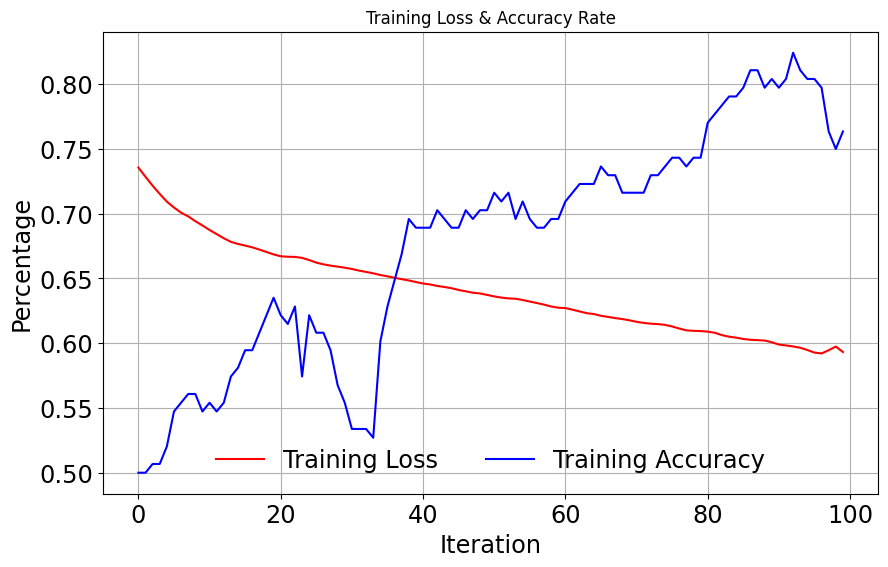 Training Loss & Accuracy Rate
Percentage
0.80
0.75
0.70
0.65
0.60
0.55
0.50
Training Loss
Training Accuracy
0 20 40 60 80 100
Iteration